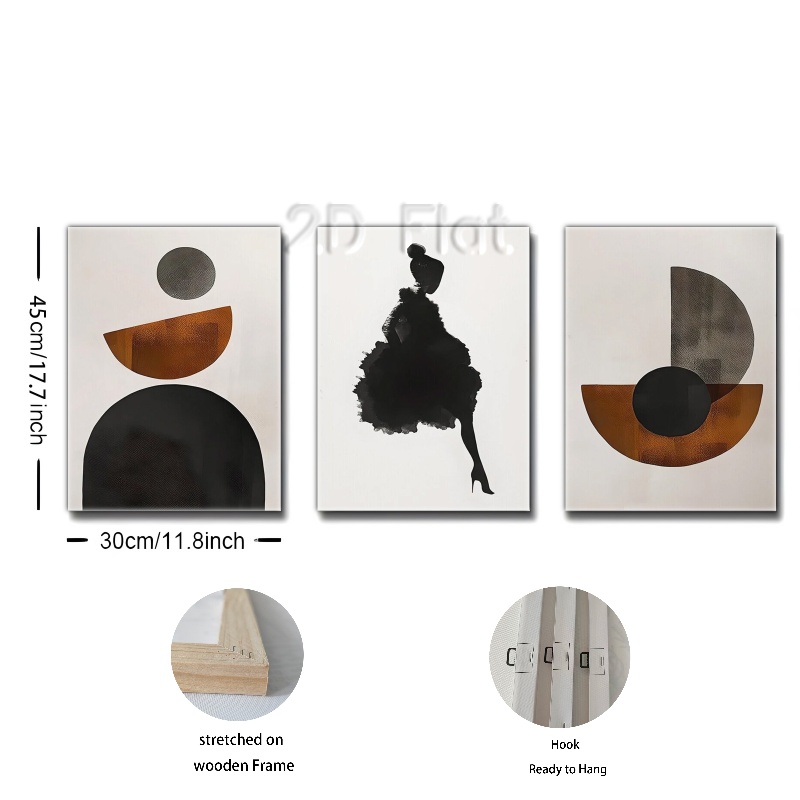 2D Flat
45cm/17.7inch
30cm/11.8inch
stretched on
wooden Frame
Hook
Ready to Hang